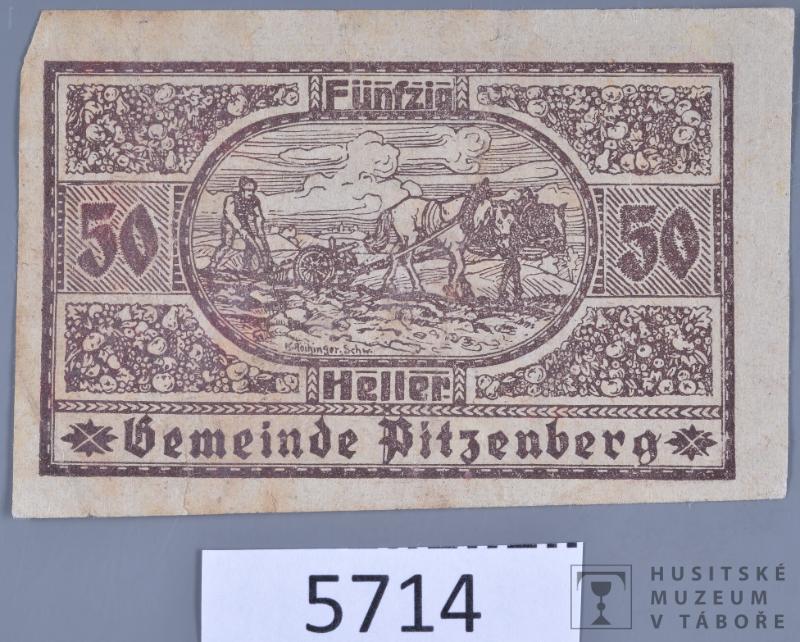 Fünfzig
50 50
Heller
Gemeinde Pitzenberg
5714
HUSITSKÉ
MUZEUM
V TÁBOŘE